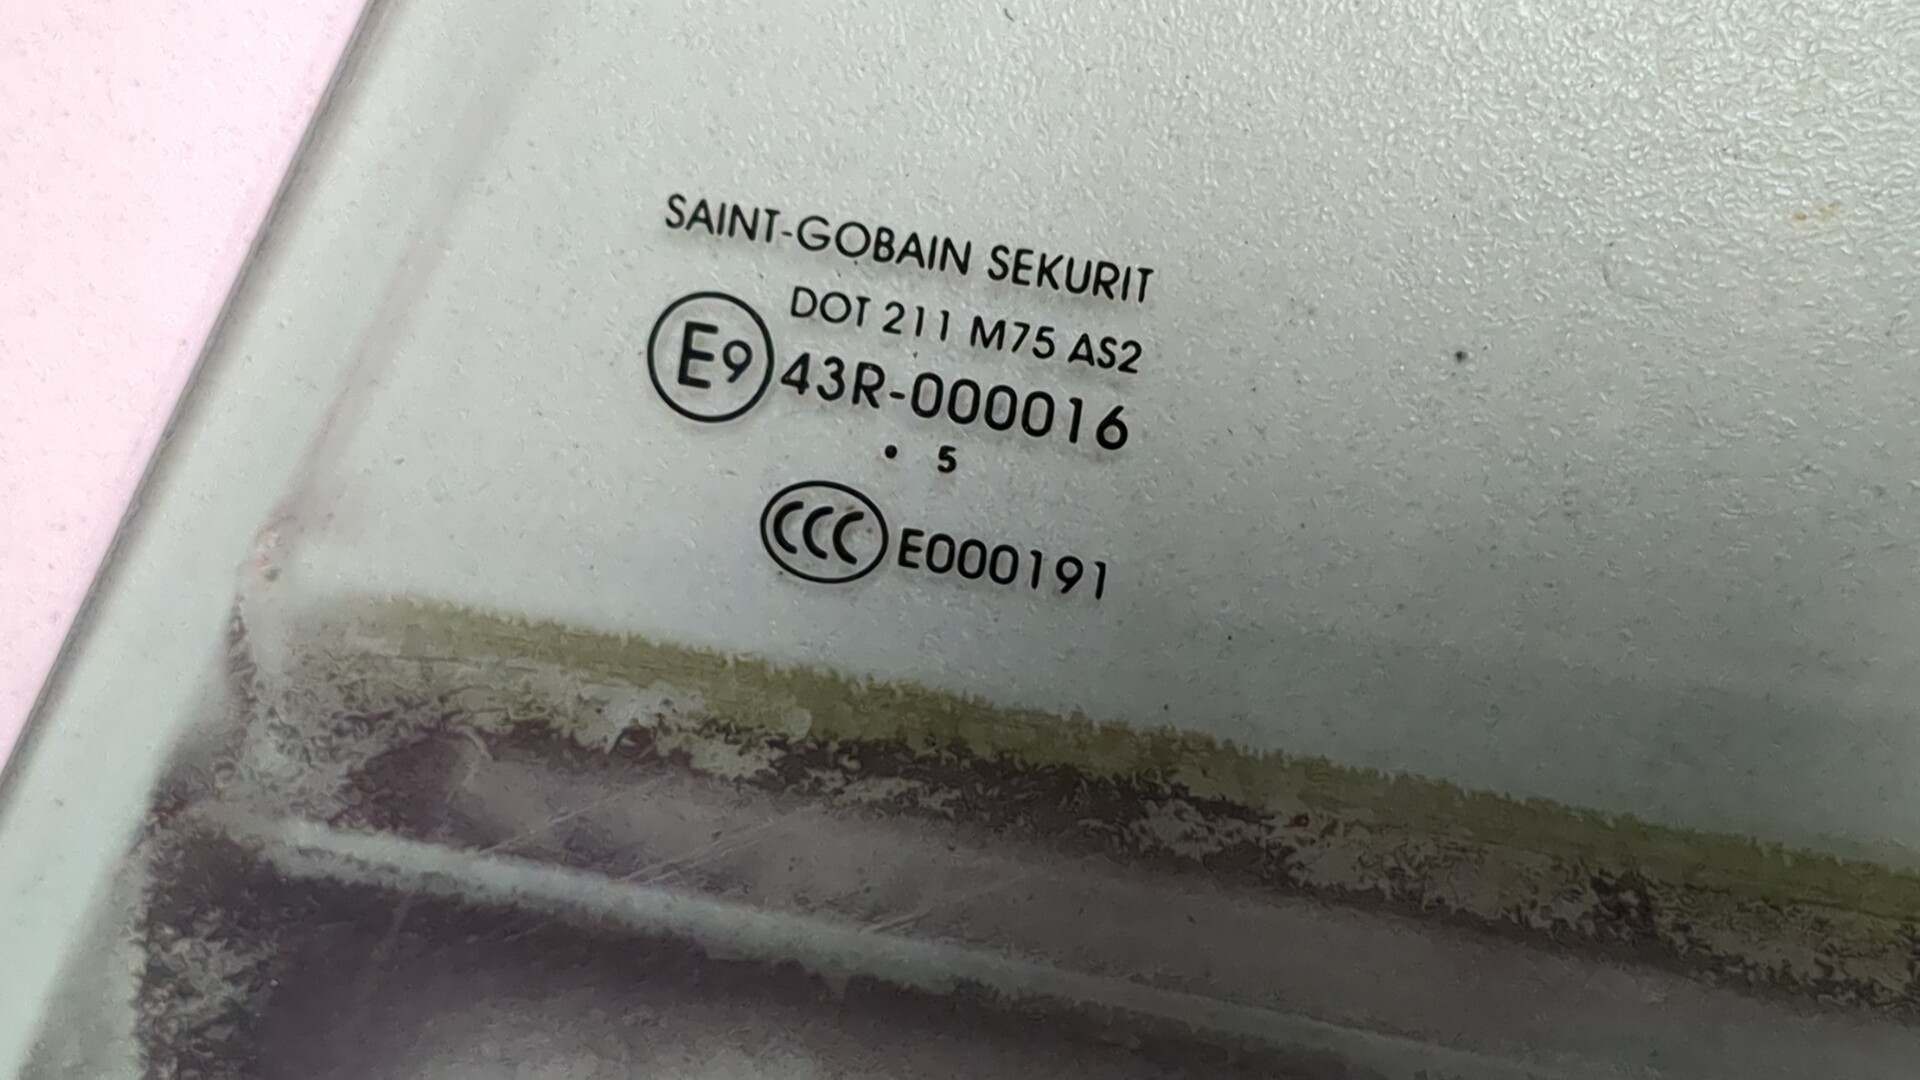 SAINT-GOBAIN SEKURIT
DOT 211 M75 AS2
E9 43R-000016
• 5
CCC E000191